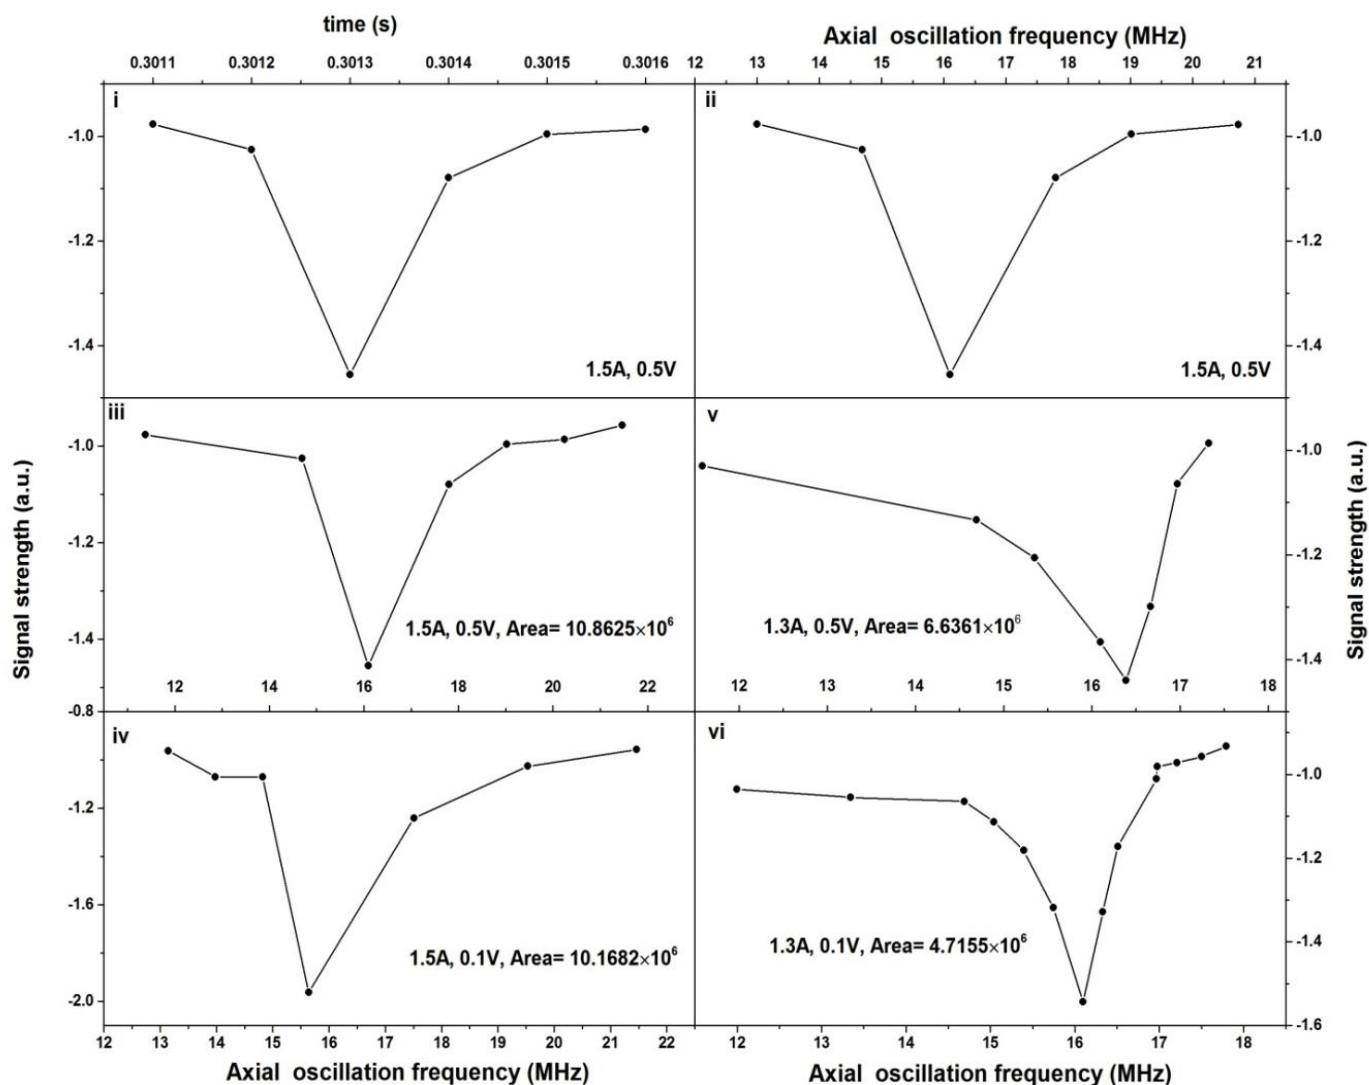 time (s)
0.3011 0.3012 0.3013 0.3014 0.3015 0.3016
Axial oscillation frequency (MHz)
12 13 14 15 16 17 18 19 20 21
i
-1.0
-1.2
-1.4
1.5A, 0.5V
ii
-1.0
-1.2
-1.4
1.5A, 0.5V
Signal strength (a.u.)
iii
-1.0
-1.2
-1.4
-1.6
-0.8
1.5A, 0.5V, Area= 10.8625×10⁶
12 14 16 18 20 22
v
-1.0
-1.2
-1.4
1.3A, 0.5V, Area= 6.6361×10⁶
12 13 14 15 16 17 18
Signal strength (a.u.)
iv
-1.2
-1.6
-2.0
1.5A, 0.1V, Area= 10.1682×10⁶
12 13 14 15 16 17 18 19 20 21 22
Axial oscillation frequency (MHz)
vi
-1.0
-1.2
-1.4
-1.6
1.3A, 0.1V, Area= 4.7155×10⁶
12 13 14 15 16 17 18
Axial oscillation frequency (MHz)